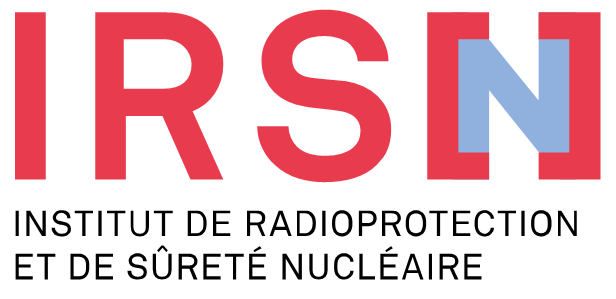 IRSN
INSTITUT DE RADIOPROTECTION
ET DE SÛRETÉ NUCLÉAIRE